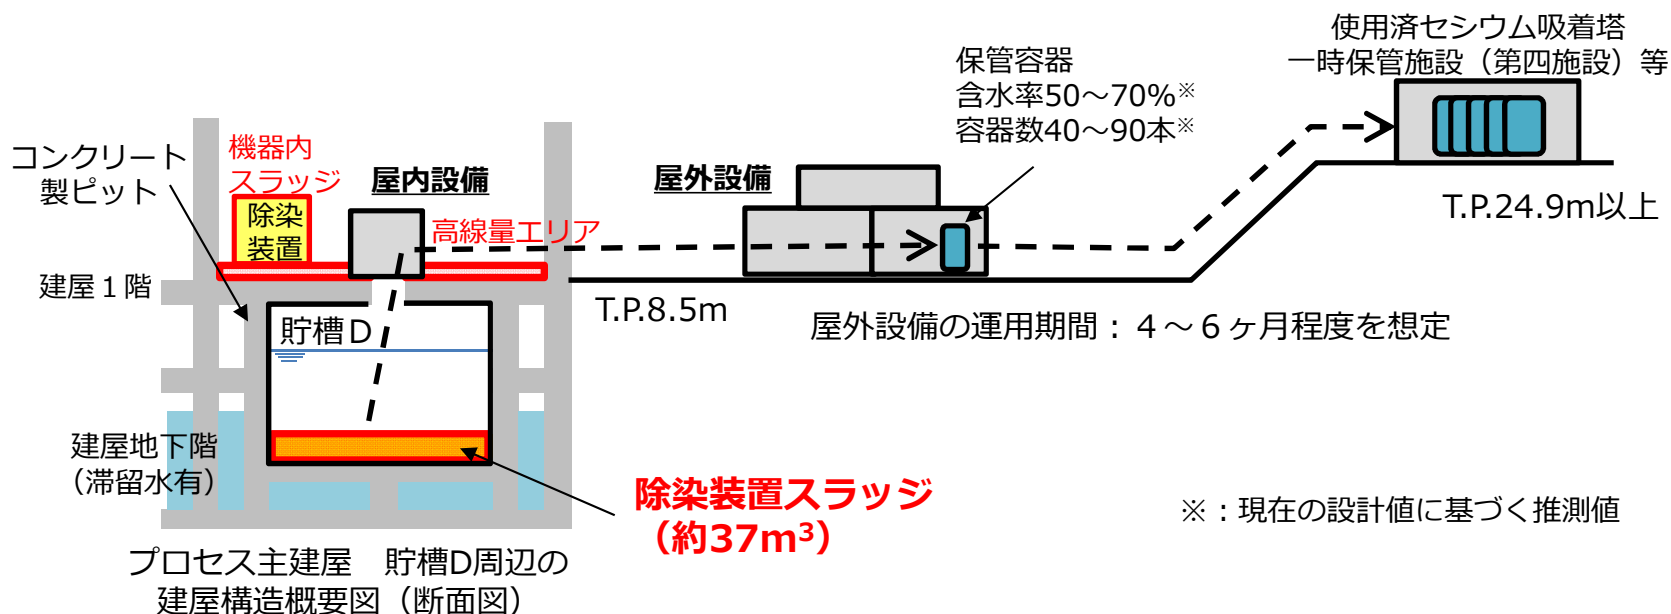 使用済セシウム吸着塔
一時保管施設（第四施設）等
保管容器
含水率50～70%※
容器数40～90本※
コンクリート
製ピット
機器内
スラッジ
屋内設備
屋外設備
除染
装置
高線量エリア
T.P.24.9m以上
建屋１階
T.P.8.5m
貯槽Ｄ
屋外設備の運用期間：４～６ヶ月程度を想定
建屋地下階
（滞留水有）
除染装置スラッジ
（約37m³）
※：現在の設計値に基づく推測値
プロセス主建屋　貯槽D周辺の
建屋構造概要図（断面図）